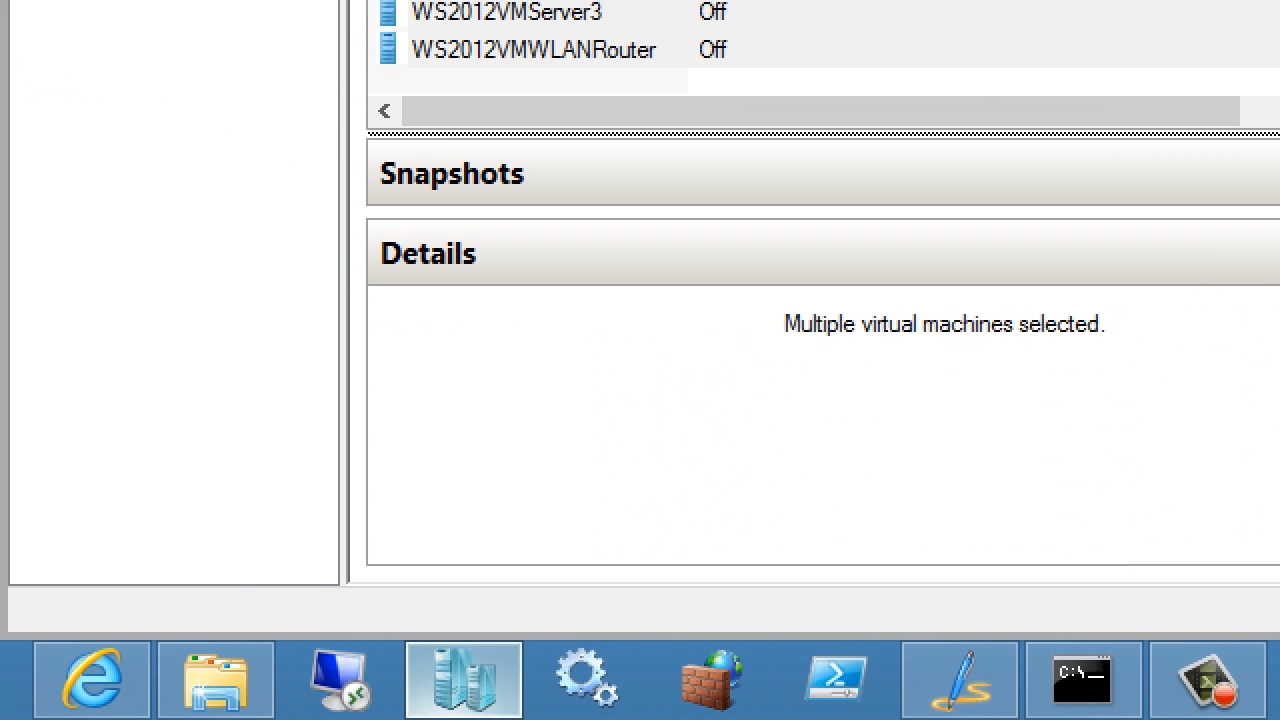 WS2012VMServer3 Off
WS2012VMWLANRouter Off
Snapshots
Details
Multiple virtual machines selected.
C:\_